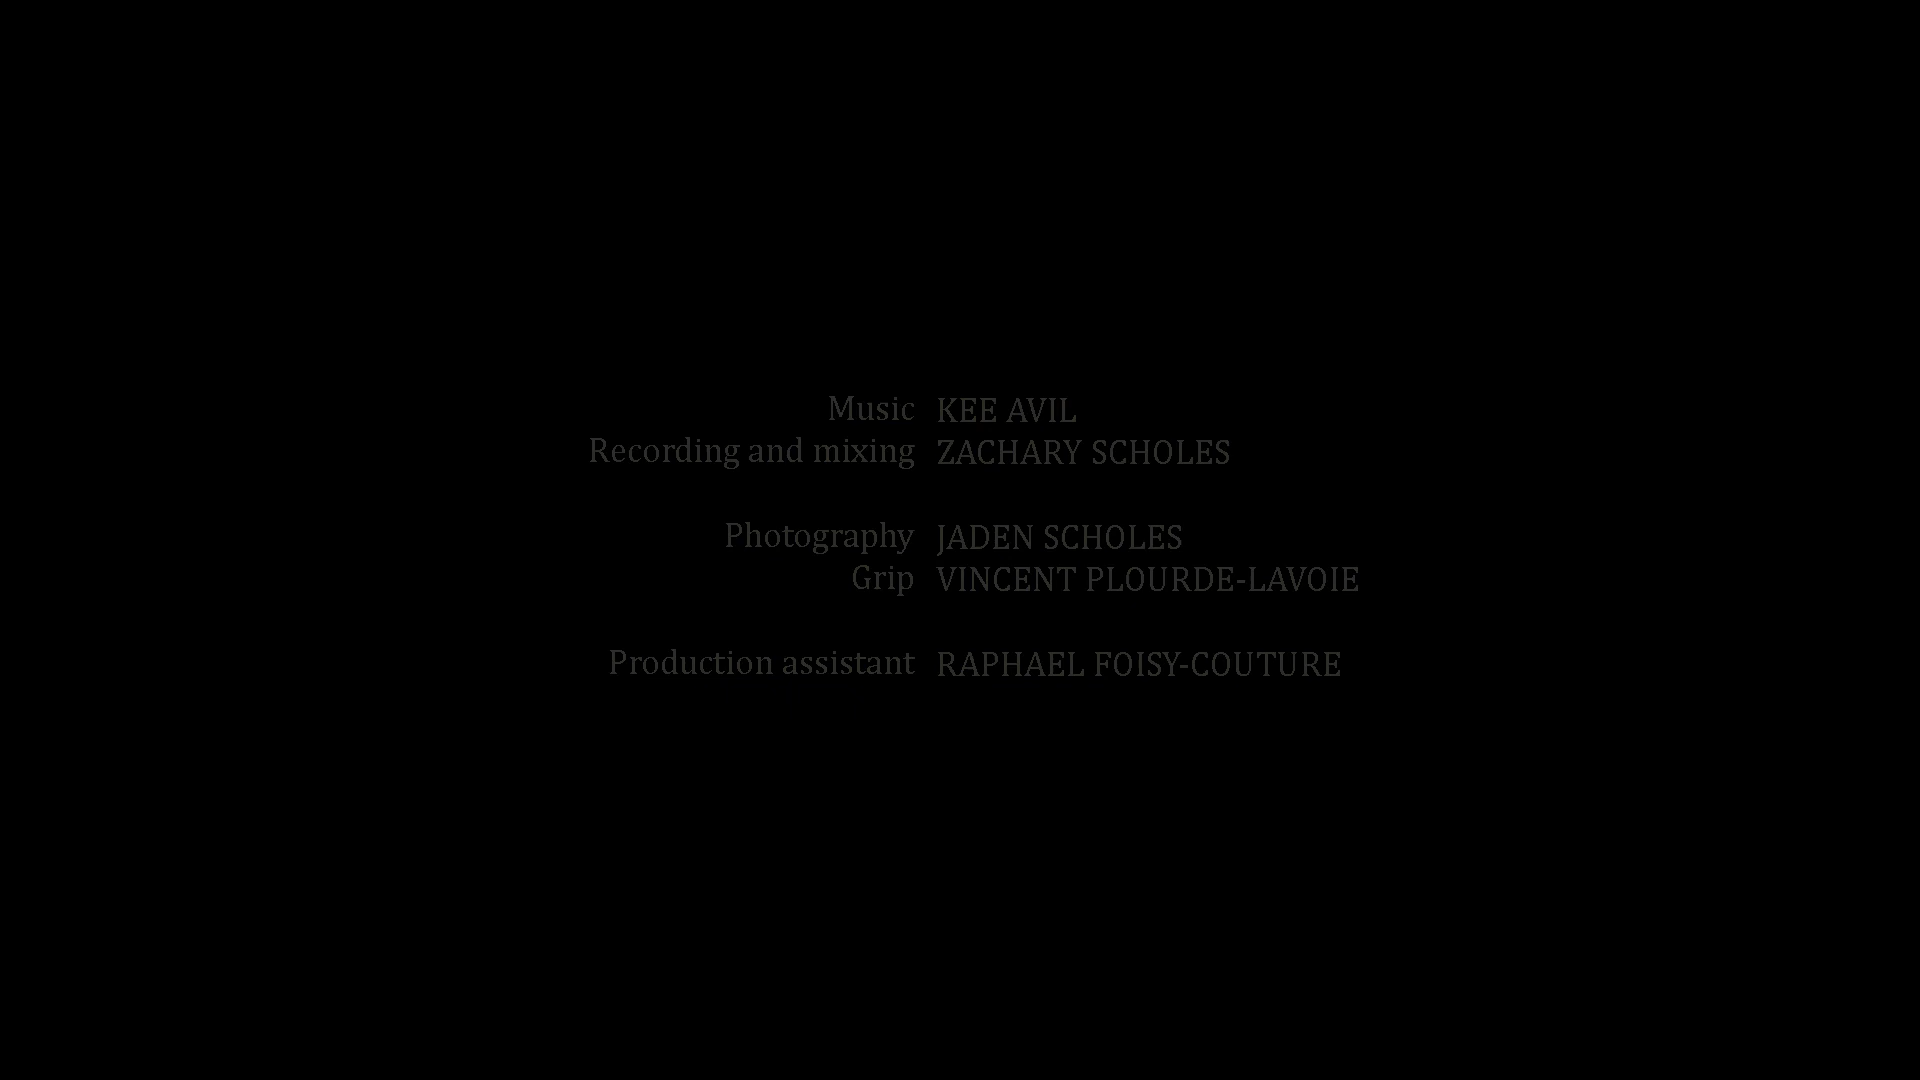 Music KEE AVIL
Recording and mixing ZACHARY SCHOLES
Photography JADEN SCHOLES
Grip VINCENT PLOURDE-LAVOIE
Production assistant RAPHAEL FOISY-COUTURE